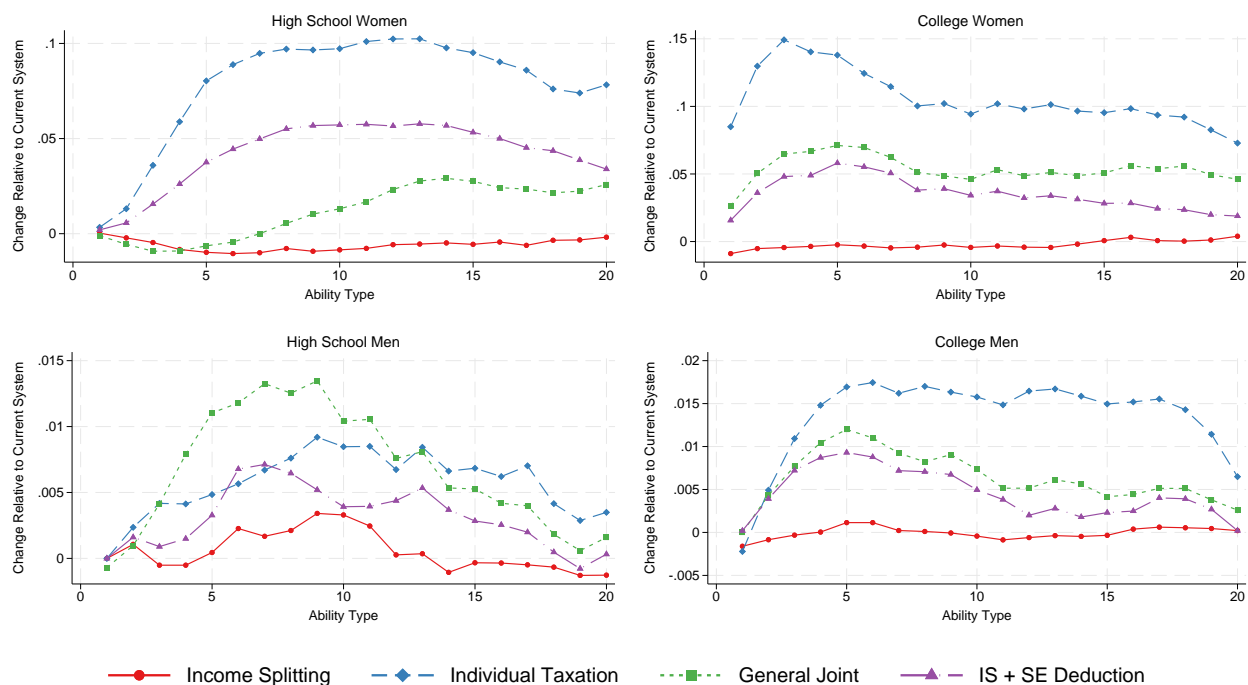 High School Women
Change Relative to Current System
.1
.05
0
0 5 10 15 20
Ability Type
College Women
Change Relative to Current System
.15
.1
.05
0
0 5 10 15 20
Ability Type
High School Men
Change Relative to Current System
.015
.01
.005
0
0 5 10 15 20
Ability Type
College Men
Change Relative to Current System
.02
.015
.01
.005
0
-.005
0 5 10 15 20
Ability Type
Income Splitting Individual Taxation General Joint IS + SE Deduction